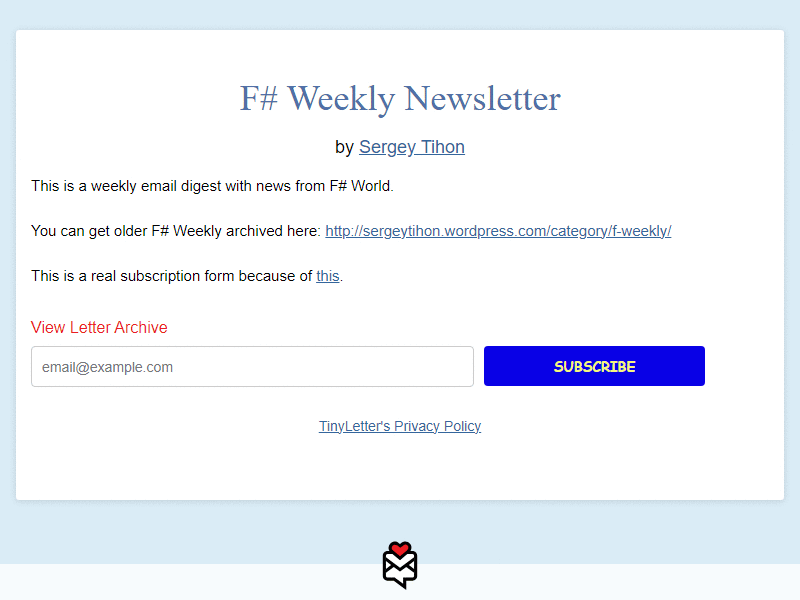 F# Weekly Newsletter
by Sergey Tihon
This is a weekly email digest with news from F# World.
You can get older F# Weekly archived here: http://sergeytihon.wordpress.com/category/f-weekly/
This is a real subscription form because of this.
View Letter Archive
email@example.com SUBSCRIBE
TinyLetter's Privacy Policy